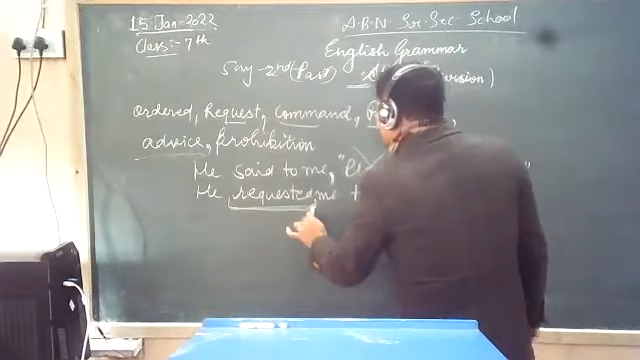 15-Jan-2022
A.B.N Sr. Sec. School
Class:- 7th
English Grammar
Say - 2nd (Past)
ordered, Request, Command,
advice, prohibition
He said to me, "
He requested me